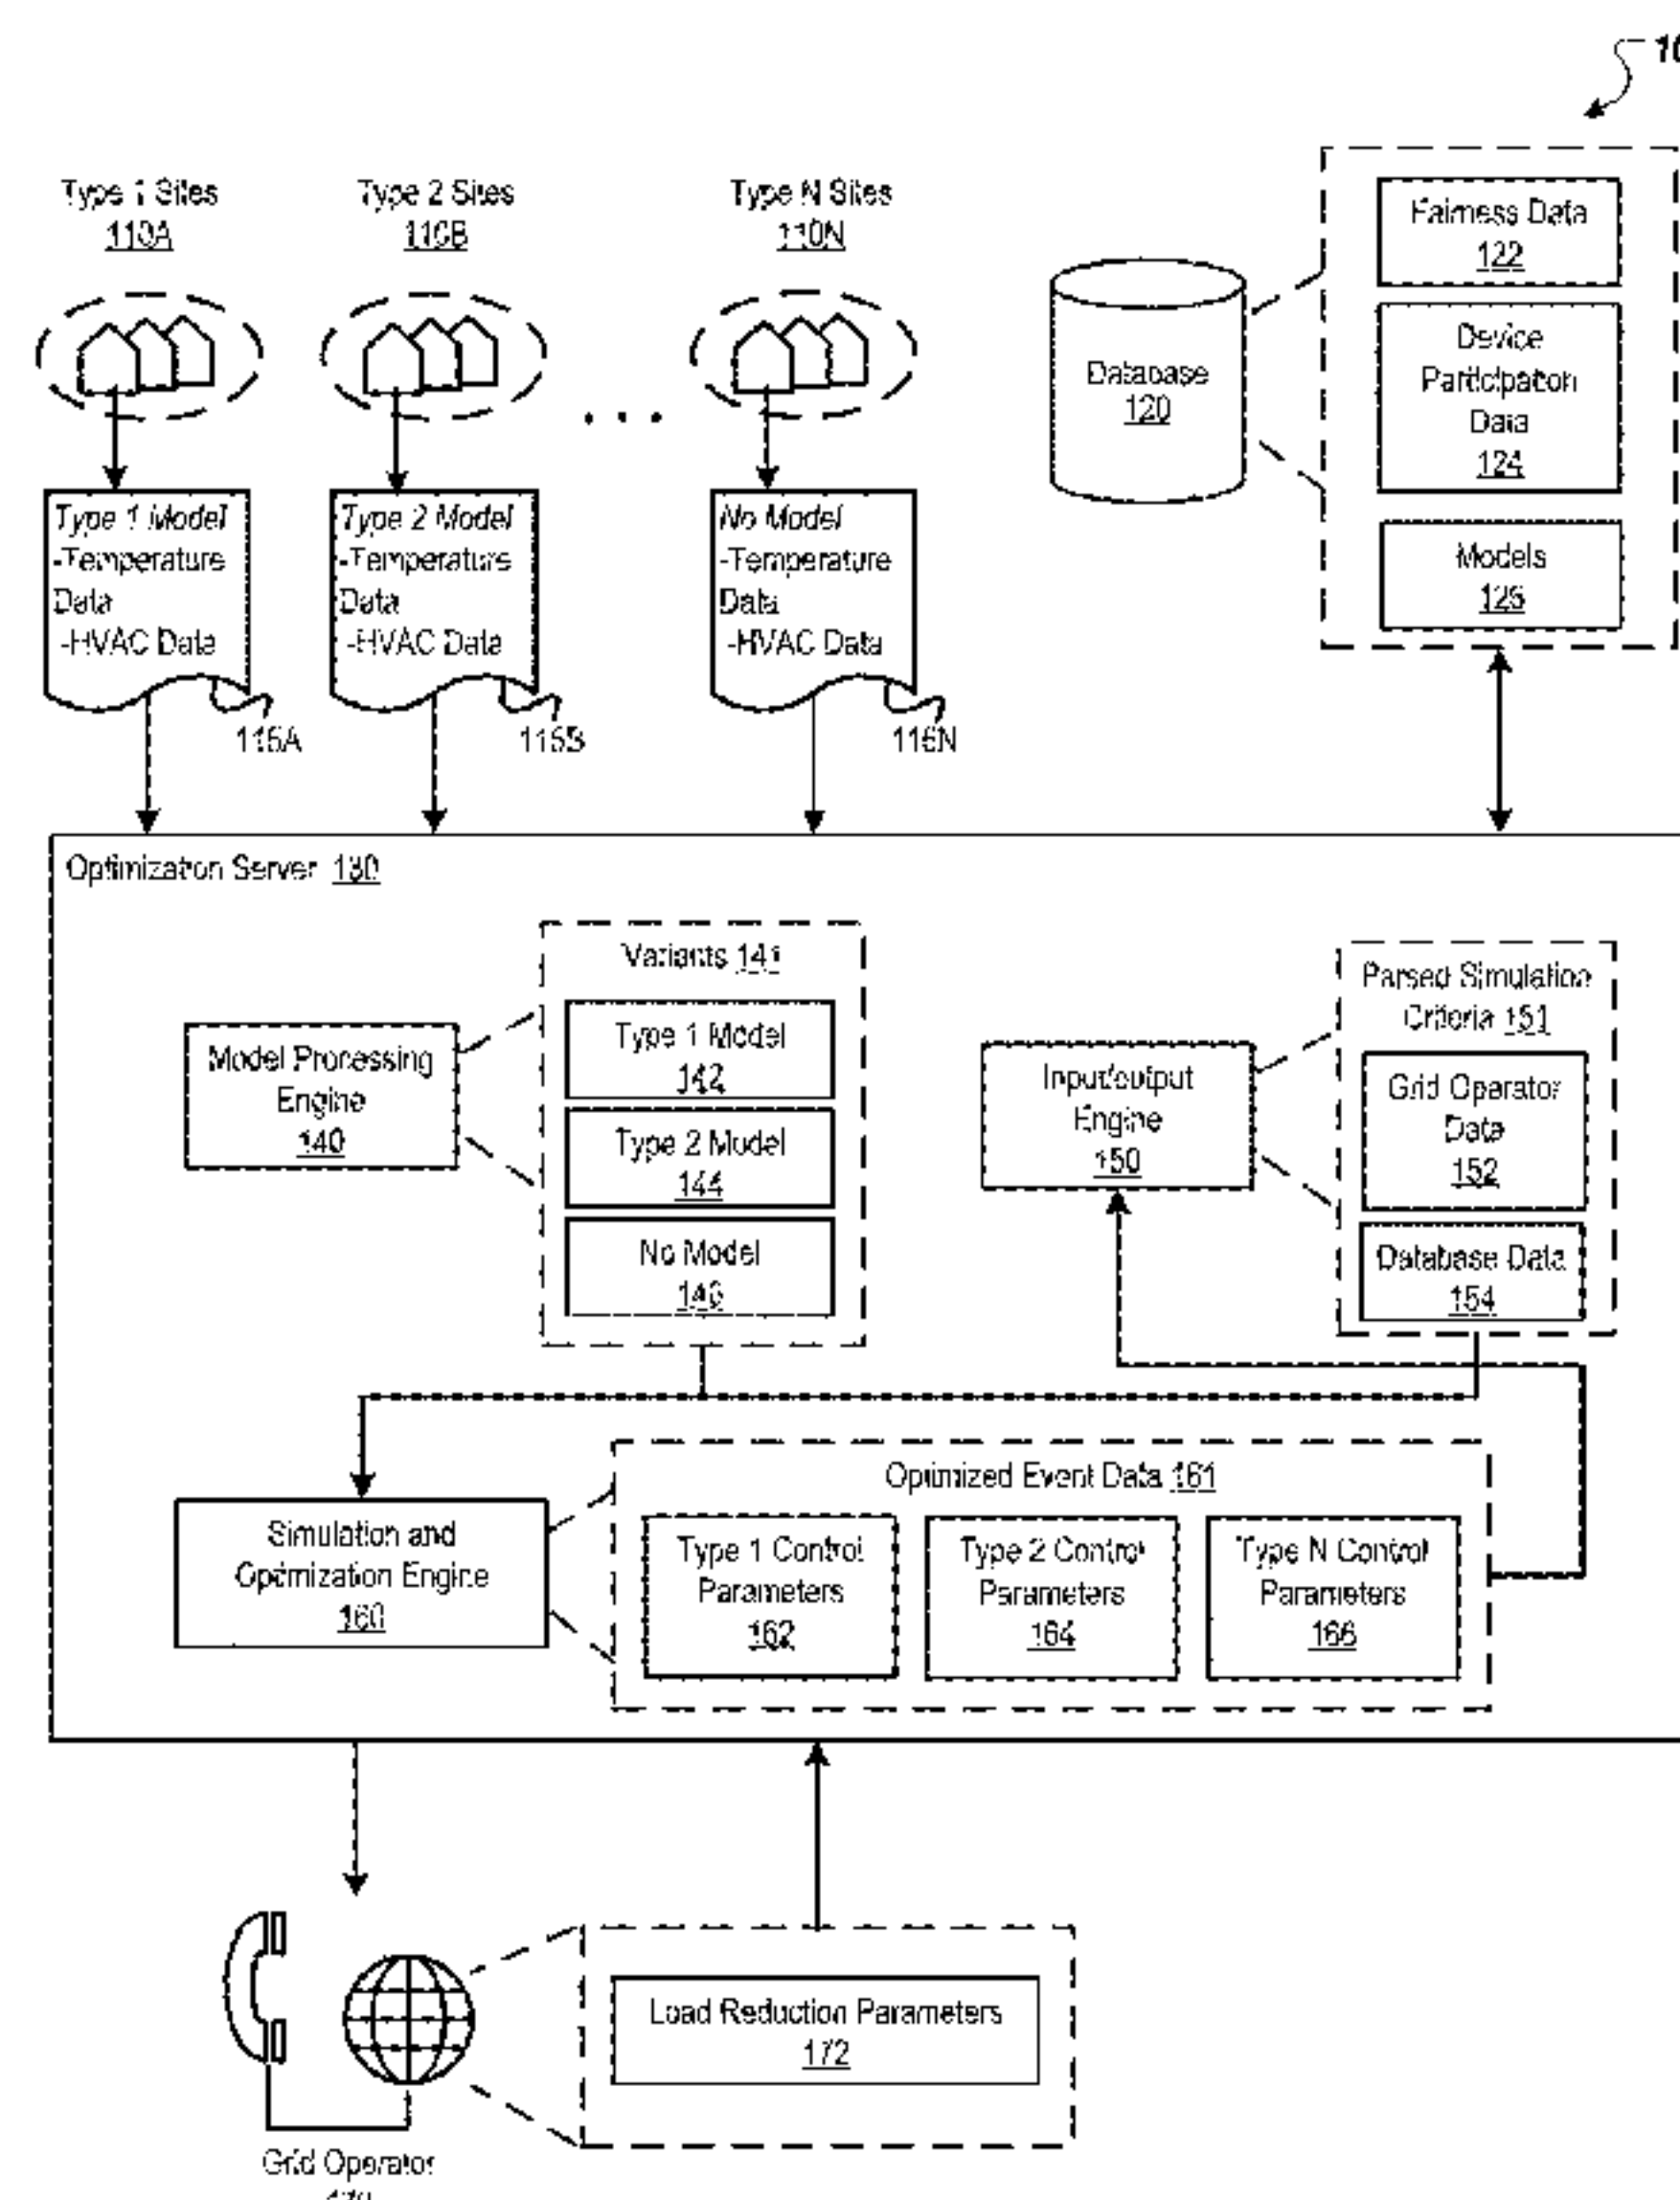 10
Type 1 Sites
110A
Type 2 Sites
110B
Type N Sites
110N
Type 1 Model
-Temperature
Data
-HVAC Data
116A
Type 2 Model
-Temperature
Data
-HVAC Data
116B
No Model
-Temperature
Data
-HVAC Data
116N
Database
120
Fairness Data
122
Device
Participation
Data
124
Models
126
Optimization Server 130
Model Processing
Engine
140
Variants 141
Type 1 Model
142
Type 2 Model
144
No Model
146
Input/output
Engine
150
Parsed Simulation
Criteria 151
Grid Operator
Data
152
Database Data
154
Simulation and
Optimization Engine
160
Optimized Event Data 161
Type 1 Control
Parameters
162
Type 2 Control
Parameters
164
Type N Control
Parameters
166
Load Reduction Parameters
172
Grid Operator